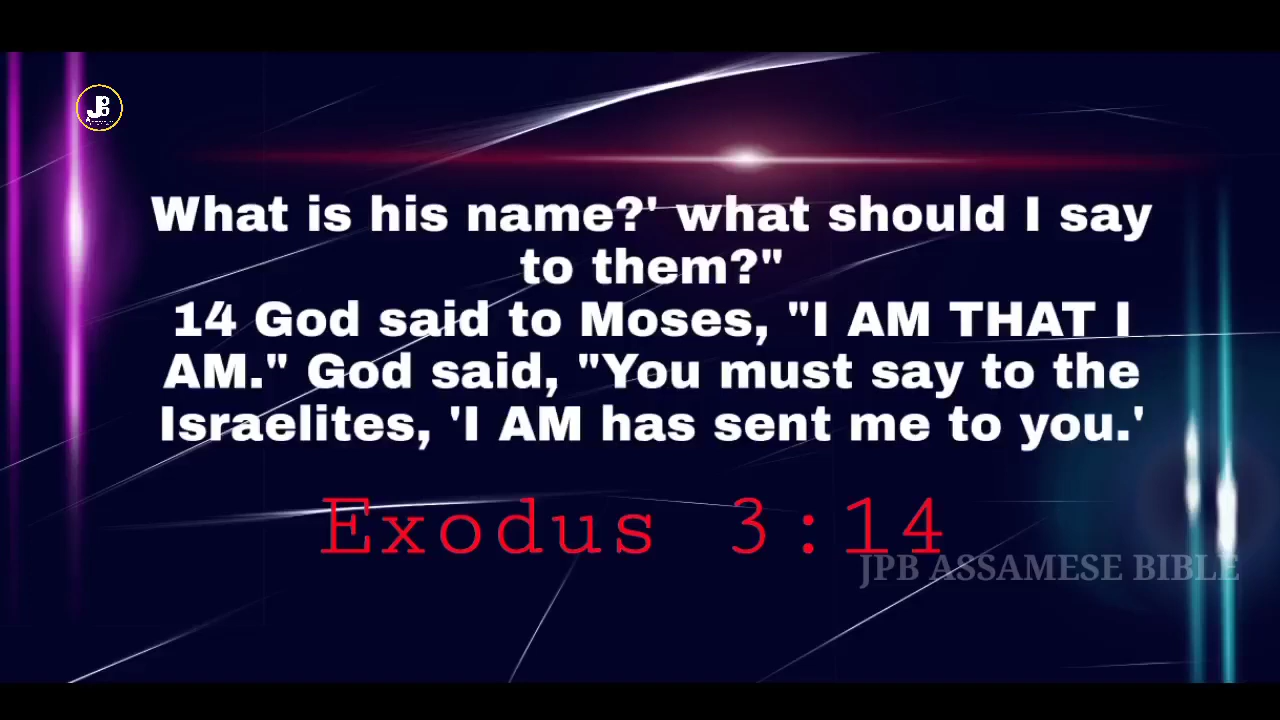 JPB
What is his name?' what should I say
to them?"
14 God said to Moses, "I AM THAT I
AM." God said, "You must say to the
Israelites, 'I AM has sent me to you.'
Exodus 3:14
JPB ASSAMESE BIBLE